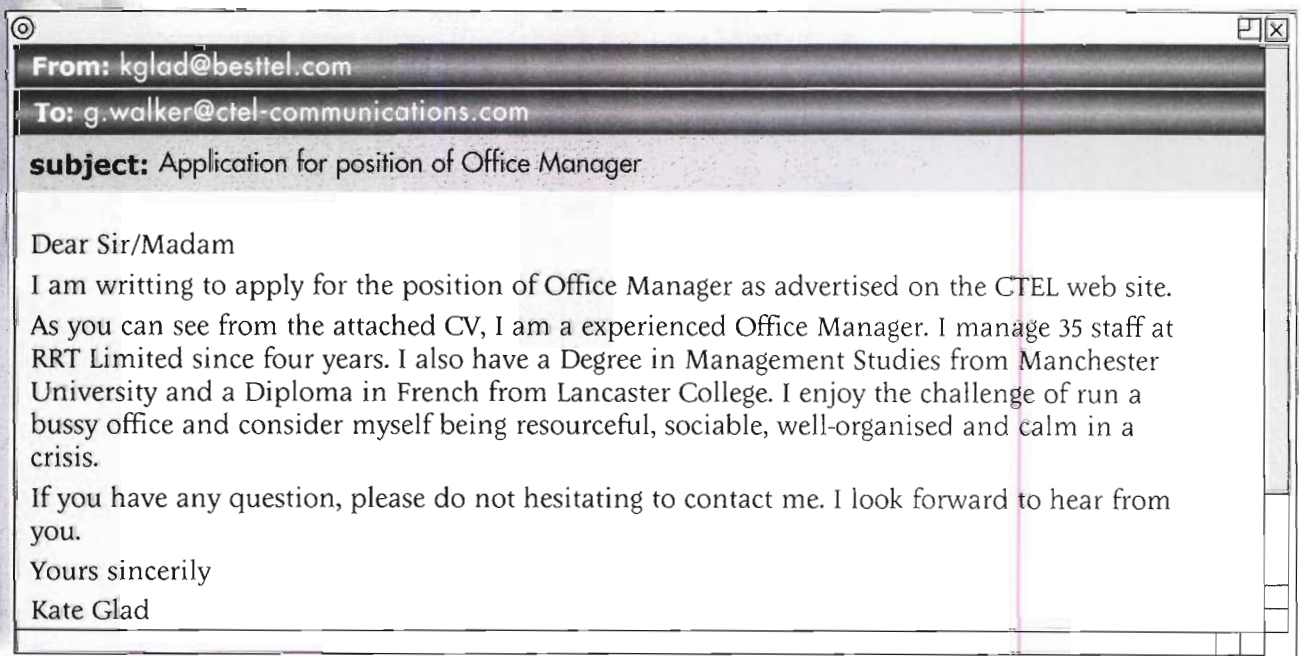 From: kglad@besttel.com
To: g.walker@ctel-communications.com
subject: Application for position of Office Manager
Dear Sir/Madam
I am writting to apply for the position of Office Manager as advertised on the CTEL web site.
As you can see from the attached CV, I am a experienced Office Manager. I manage 35 staff at
RRT Limited since four years. I also have a Degree in Management Studies from Manchester
University and a Diploma in French from Lancaster College. I enjoy the challenge of run a
bussy office and consider myself being resourceful, sociable, well-organised and calm in a
crisis.
If you have any question, please do not hesitating to contact me. I look forward to hear from
you.
Yours sincerily
Kate Glad